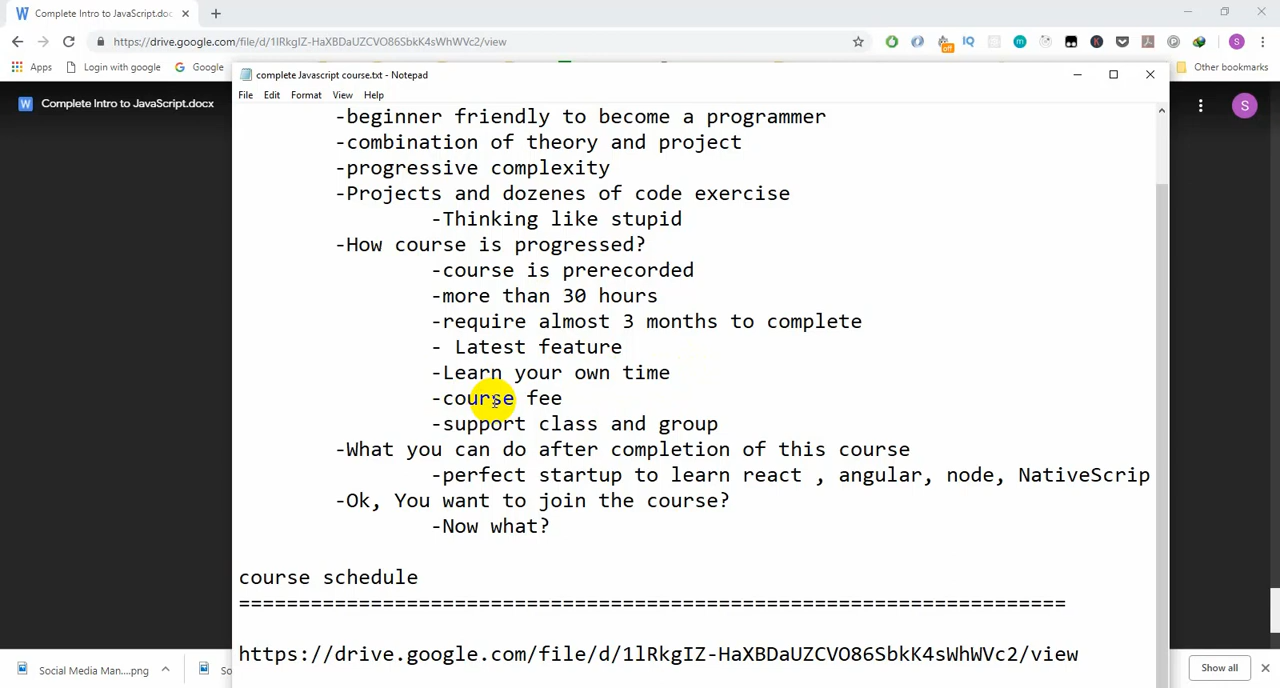 Complete Intro to JavaScript.doc
https://drive.google.com/file/d/1lRkgIZ-HaXBDaUZCVO86SbkK4sWhWVc2/view
Apps
Login with google
Google
Other bookmarks
Complete Intro to JavaScript.docx
S
complete Javascript course.txt - Notepad
File Edit Format View Help
-beginner friendly to become a programmer
-combination of theory and project
-progressive complexity
-Projects and dozenes of code exercise
-Thinking like stupid
-How course is progressed?
-course is prerecorded
-more than 30 hours
-require almost 3 months to complete
- Latest feature
-Learn your own time
-course fee
-support class and group
-What you can do after completion of this course
-perfect startup to learn react , angular, node, NativeScrip
-Ok, You want to join the course?
-Now what?
course schedule
=====================================================================
https://drive.google.com/file/d/1lRkgIZ-HaXBDaUZCVO86SbkK4sWhWVc2/view
Social Media Man....png
So
Show all